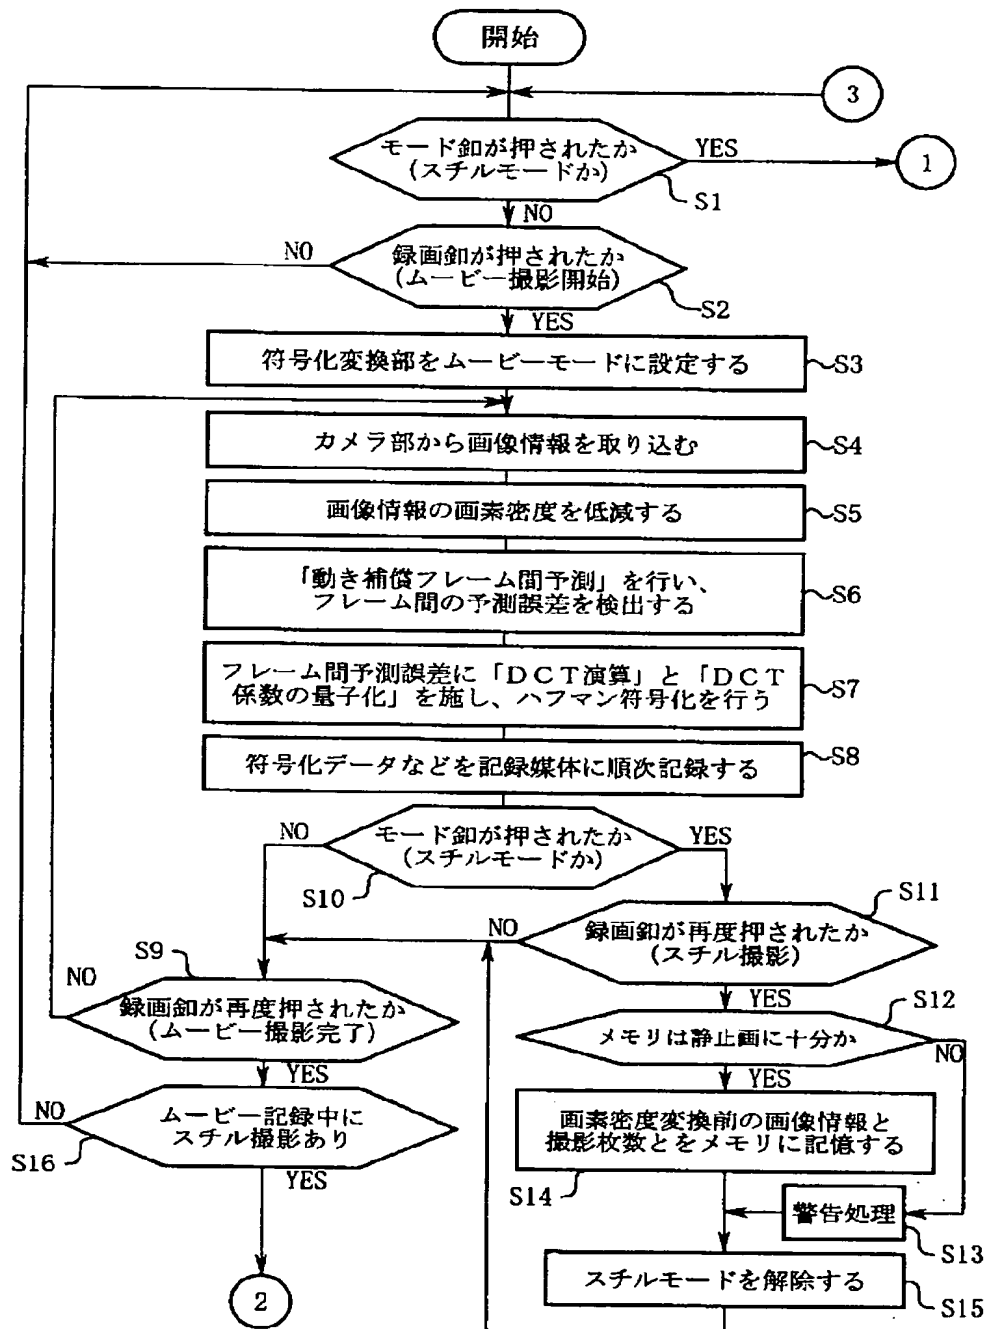 開始
3
モード釦が押されたか
(スチルモードか)
YES
1
S1
NO
録画釦が押されたか
(ムービー撮影開始)
NO
S2
YES
符号化変換部をムービーモードに設定する
S3
カメラ部から画像情報を取り込む
S4
画像情報の画素密度を低減する
S5
「動き補償フレーム間予測」を行い、
フレーム間の予測誤差を検出する
S6
フレーム間予測誤差に「DCT演算」と「DCT
係数の量子化」を施し、ハフマン符号化を行う
S7
符号化データなどを記録媒体に順次記録する
S8
NO
モード釦が押されたか
(スチルモードか)
YES
S10
S11
NO
録画釦が再度押されたか
(スチル撮影)
S9
NO
録画釦が再度押されたか
(ムービー撮影完了)
YES
YES
S12
メモリは静止画に十分か
NO
YES
NO
ムービー記録中に
スチル撮影あり
S16
YES
画素密度変換前の画像情報と
撮影枚数とをメモリに記憶する
S14
警告処理
S13
スチルモードを解除する
S15
2